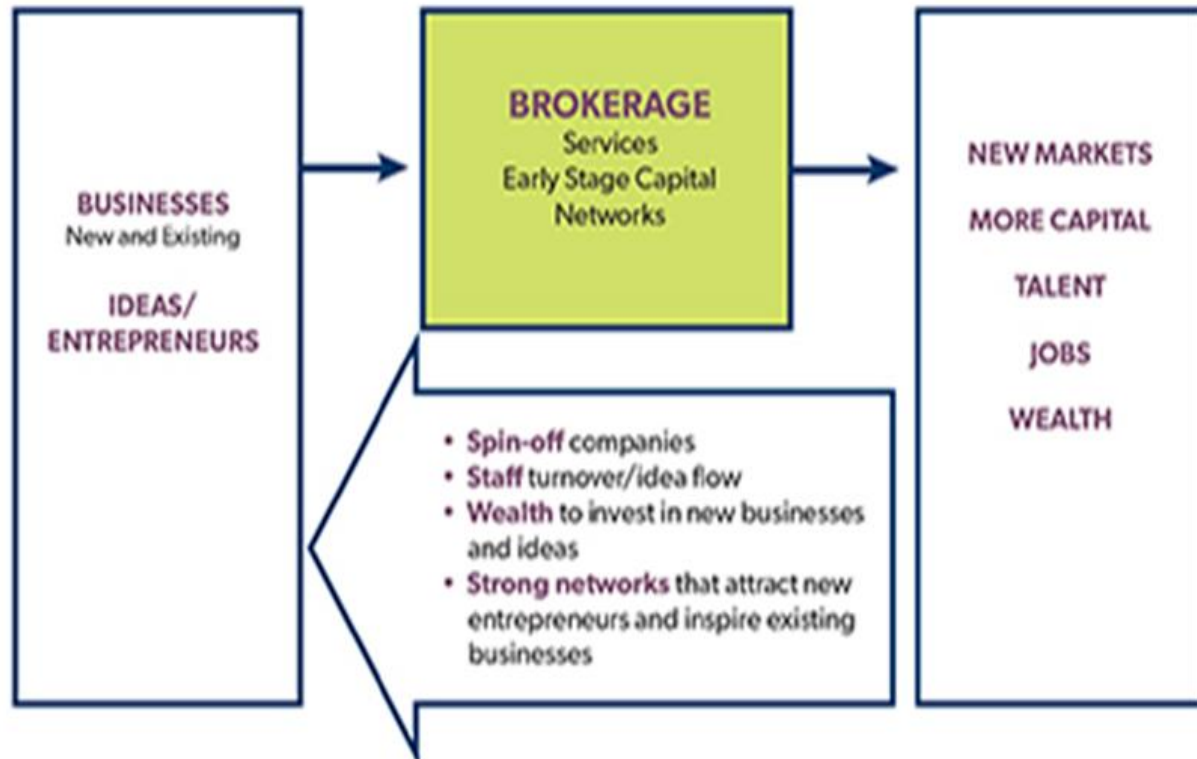 BUSINESSES
New and Existing
IDEAS/
ENTREPRENEURS
BROKERAGE
Services
Early Stage Capital
Networks
NEW MARKETS
MORE CAPITAL
TALENT
JOBS
WEALTH
• Spin-off companies
• Staff turnover/idea flow
• Wealth to invest in new businesses
and ideas
• Strong networks that attract new
entrepreneurs and inspire existing
businesses